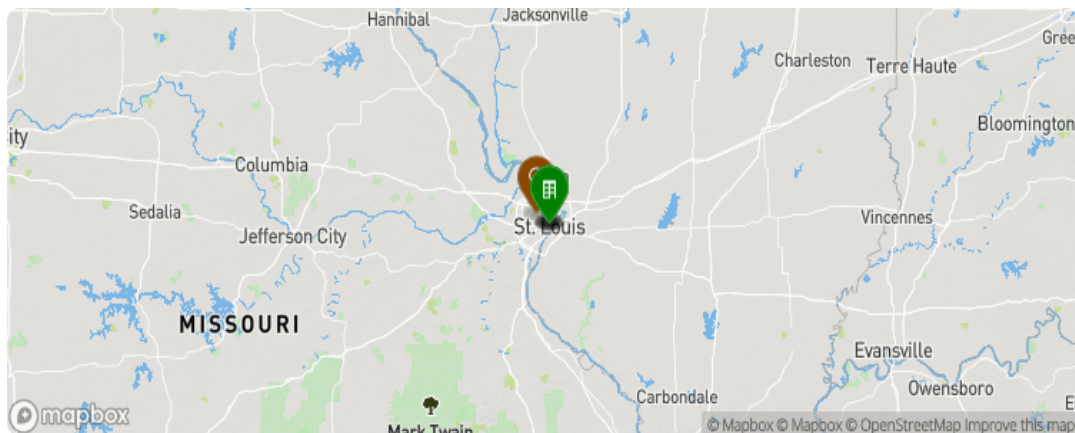 Hannibal
Jacksonville
Gree
Charleston
Terre Haute
ity
Bloomington
Columbia
Sedalia
Vincennes
St. Louis
Jefferson City
MISSOURI
Evansville
Owensboro
Carbondale
E
mapbox
Mark Twain
© Mapbox © Mapbox © OpenStreetMap Improve this map